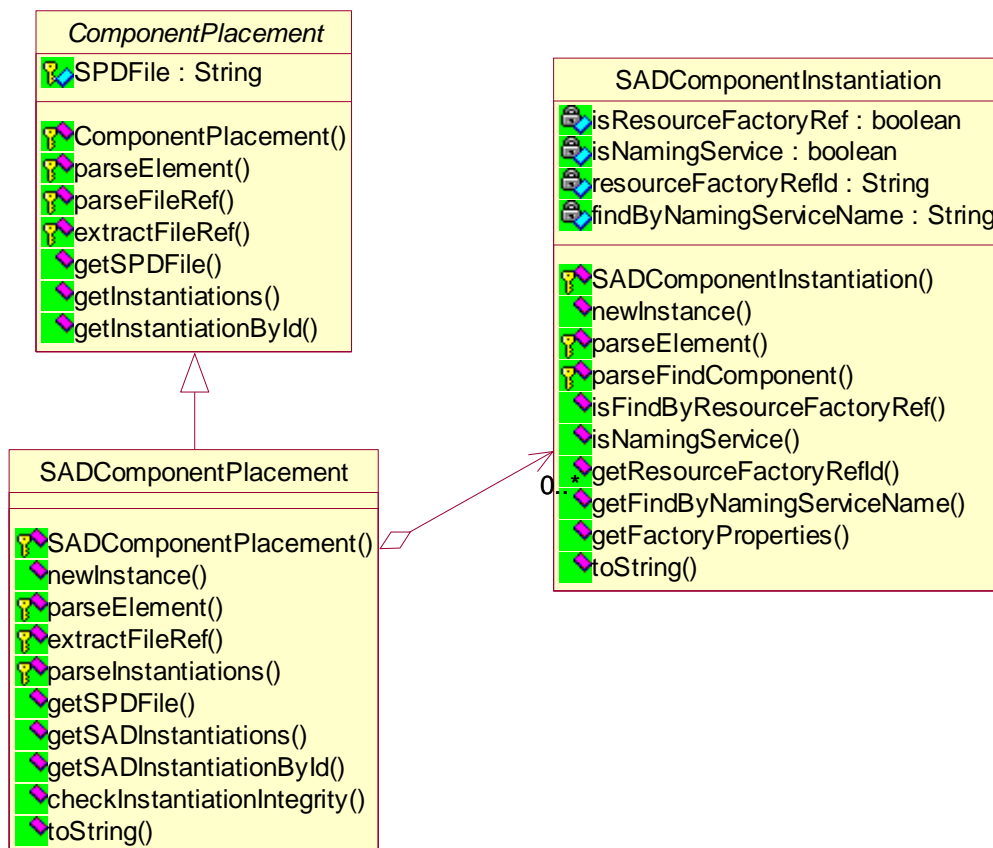 ComponentPlacement
SPDFile : String
ComponentPlacement()
parseElement()
parseFileRef()
extractFileRef()
getSPDFile()
getInstantiations()
getInstantiationById()
SADComponentInstantiation
isResourceFactoryRef : boolean
isNamingService : boolean
resourceFactoryRefId : String
findByNamingServiceName : String
SADComponentInstantiation()
newInstance()
parseElement()
parseFindComponent()
isFindByResourceFactoryRef()
isNamingService()
getResourceFactoryRefId()
getFindByNamingServiceName()
getFactoryProperties()
toString()
0..*
SADComponentPlacement
SADComponentPlacement()
newInstance()
parseElement()
extractFileRef()
parseInstantiations()
getSPDFile()
getSADInstantiations()
getSADInstantiationById()
checkInstantiationIntegrity()
toString()